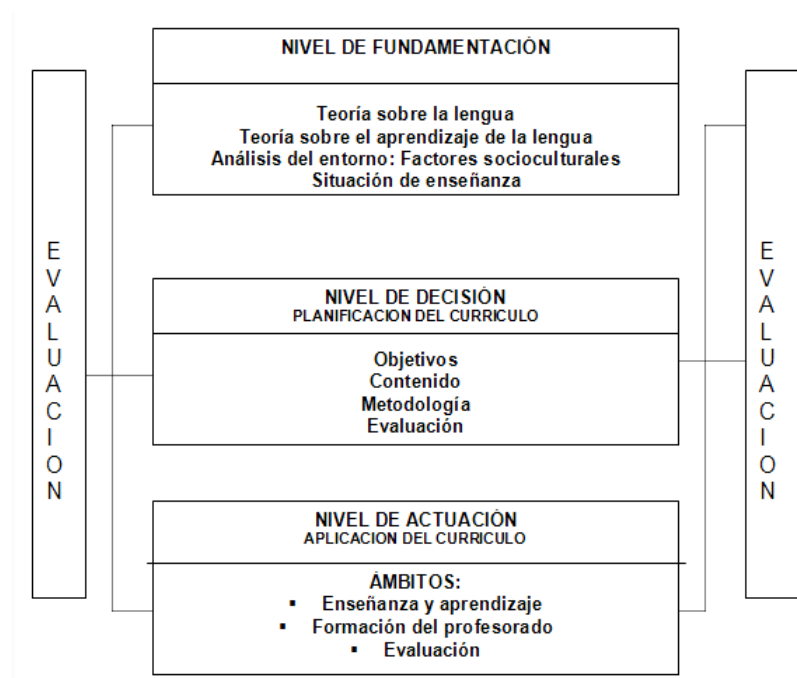 NIVEL DE FUNDAMENTACIÓN
Teoría sobre la lengua
Teoría sobre el aprendizaje de la lengua
Análisis del entorno: Factores socioculturales
Situación de enseñanza
EVALUACION
NIVEL DE DECISIÓN
PLANIFICACION DEL CURRICULO
Objetivos
Contenido
Metodología
Evaluación
EVALUACION
NIVEL DE ACTUACIÓN
APLICACION DEL CURRICULO
ÁMBITOS:
▪ Enseñanza y aprendizaje
▪ Formación del profesorado
▪ Evaluación